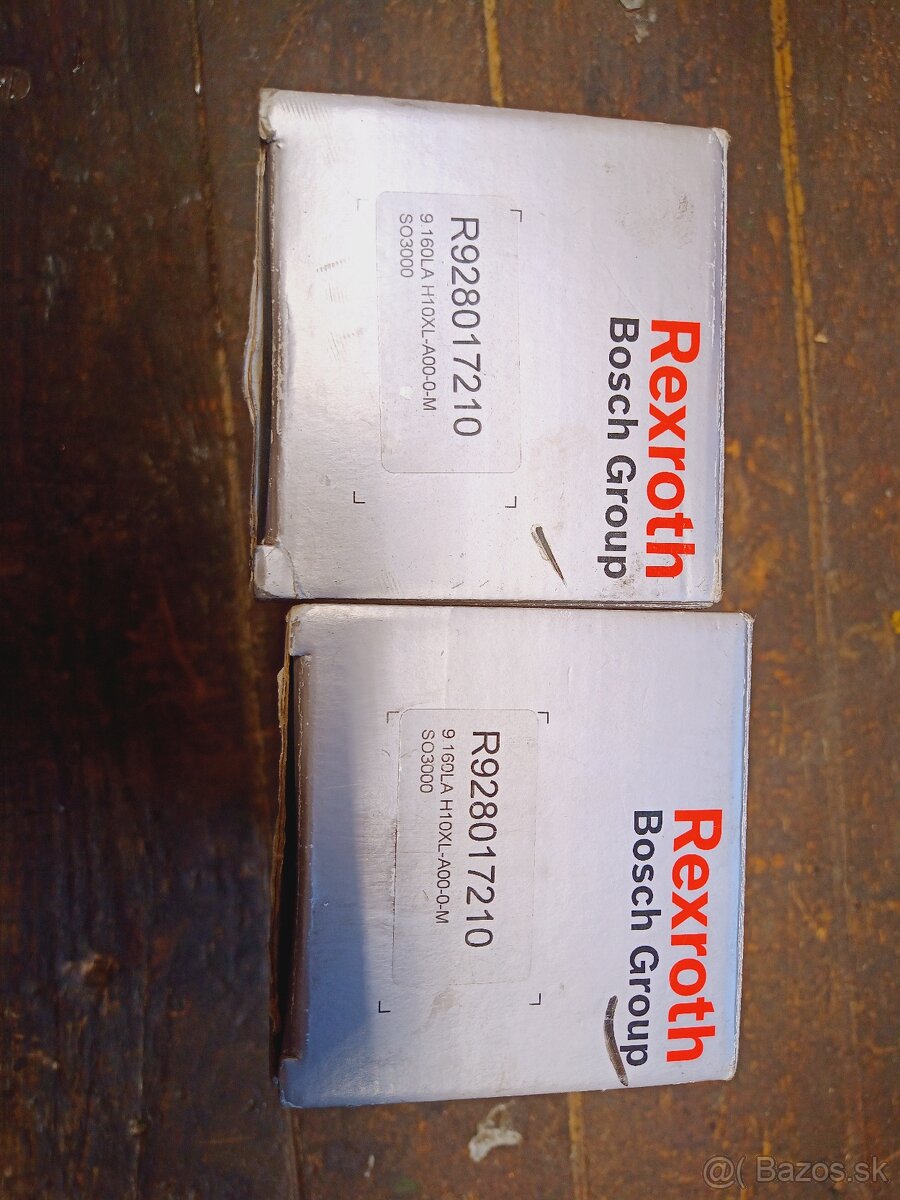 Rexroth
Bosch Group
R928017210
9.160LA H10XL-A00-0-M
SO3000
Rexroth
Bosch Group
R928017210
9.160LA H10XL-A00-0-M
SO3000
@( Bazos.sk